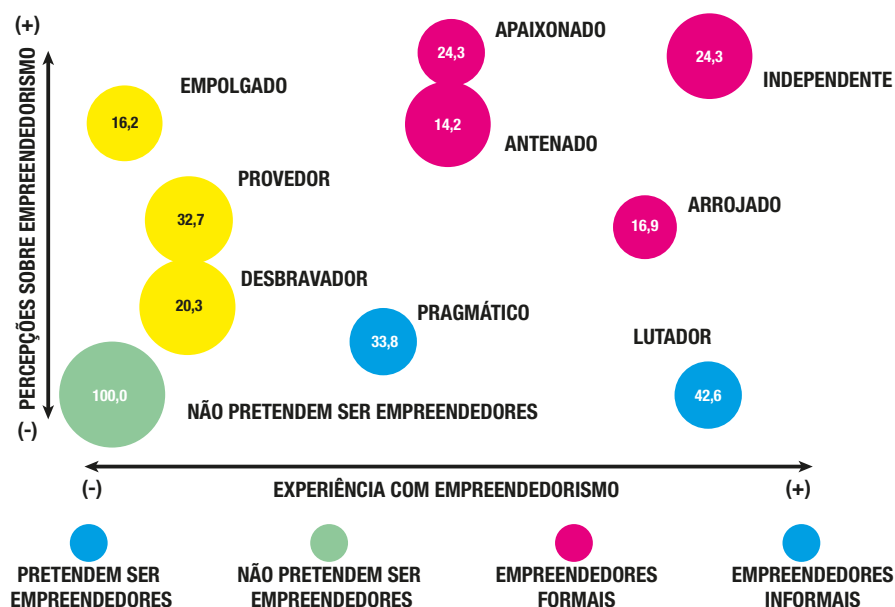 (+)
PERCEPÇÕES SOBRE EMPREENDEDORISMO
(-)
APAIXONADO
24,3
24,3
INDEPENDENTE
EMPOLGADO
16,2
14,2
ANTENADO
PROVEDOR
32,7
ARROJADO
16,9
DESBRAVADOR
20,3
PRAGMÁTICO
33,8
LUTADOR
42,6
100,0
NÃO PRETENDEM SER EMPREENDEDORES
(-)
EXPERIÊNCIA COM EMPREENDEDORISMO
(+)
PRETENDEM SER
EMPREENDEDORES
NÃO PRETENDEM SER
EMPREENDEDORES
EMPREENDEDORES
FORMAIS
EMPREENDEDORES
INFORMAIS